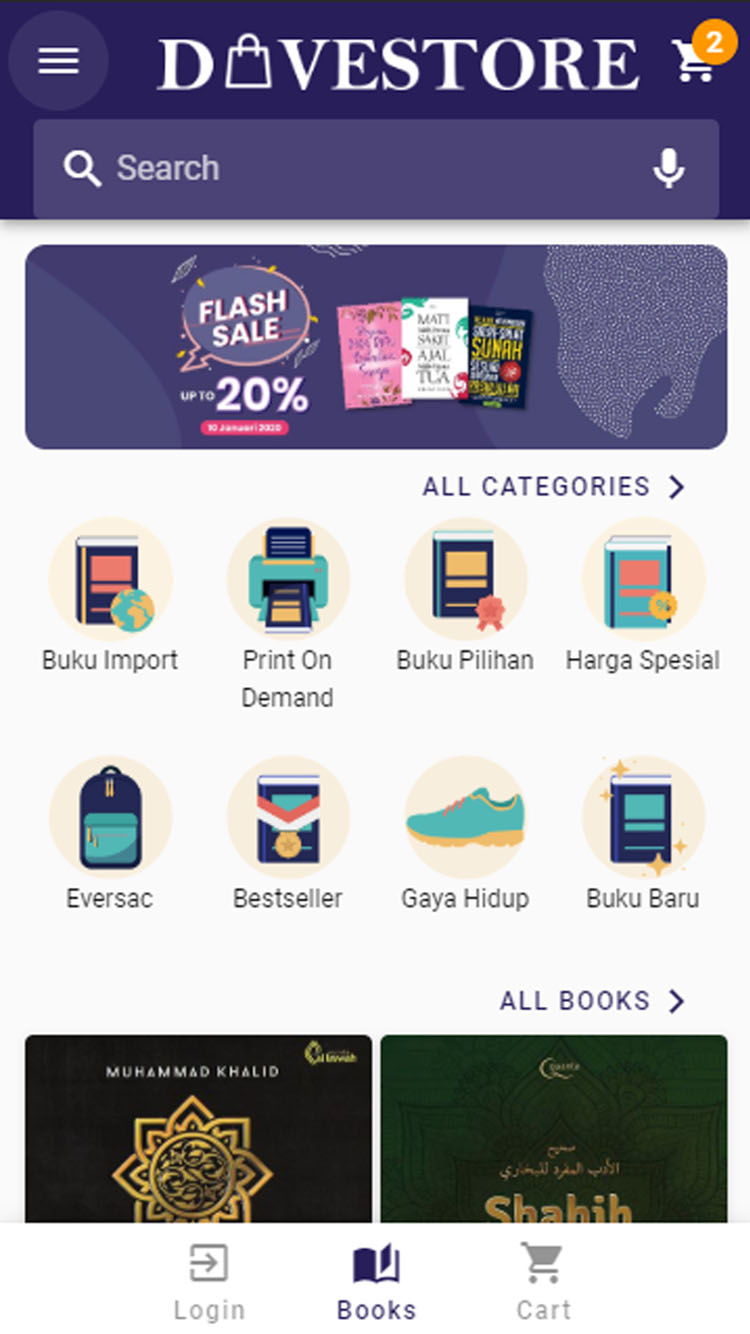 DAVESTORE
2
Search
FLASH
SALE
UP TO 20%
10 Januari 2020
MATI
SAKIT
AJAL
TUA
SUNAH
ALL CATEGORIES
Buku Import
Print On
Demand
Buku Pilihan
Harga Spesial
%
Eversac
Bestseller
Gaya Hidup
Buku Baru
ALL BOOKS
MUHAMMAD KHALID
Quanta
صحيح
الأدب المفرد للبخاري
Shahih
Login
Books
Cart